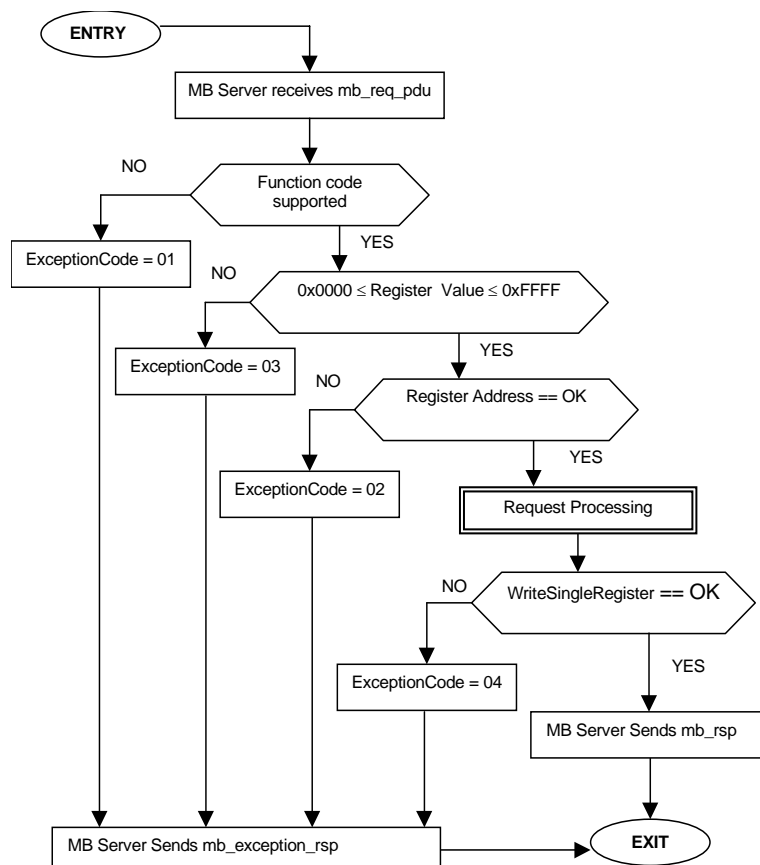 ENTRY
MB Server receives mb_req_pdu
NO
Function code
supported
YES
ExceptionCode = 01
NO
0x0000 ≤ Register Value ≤ 0xFFFF
YES
ExceptionCode = 03
NO
Register Address == OK
YES
ExceptionCode = 02
Request Processing
NO
WriteSingleRegister == OK
YES
ExceptionCode = 04
MB Server Sends mb_rsp
MB Server Sends mb_exception_rsp
EXIT